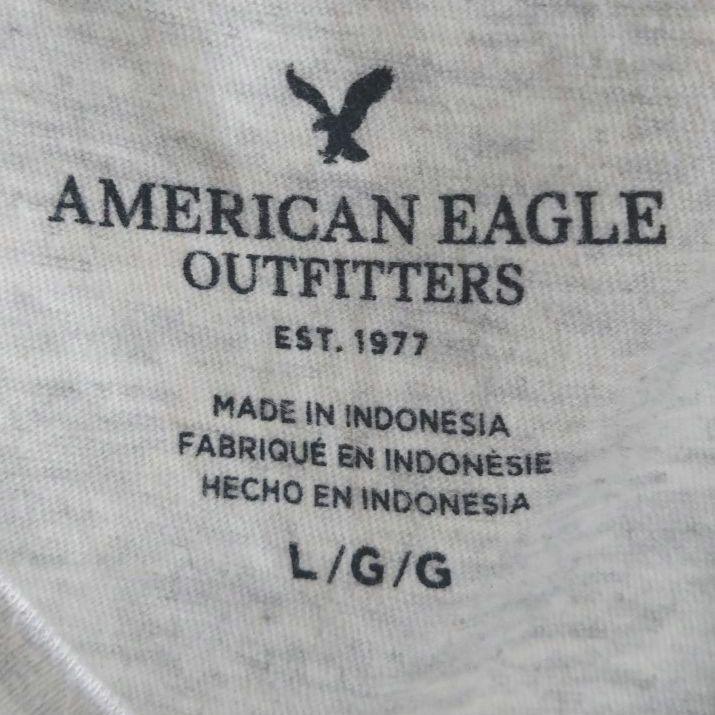 AMERICAN EAGLE
OUTFITTERS
EST. 1977
MADE IN INDONESIA
FABRIQUÉ EN INDONÉSIE
HECHO EN INDONESIA
L/G/G